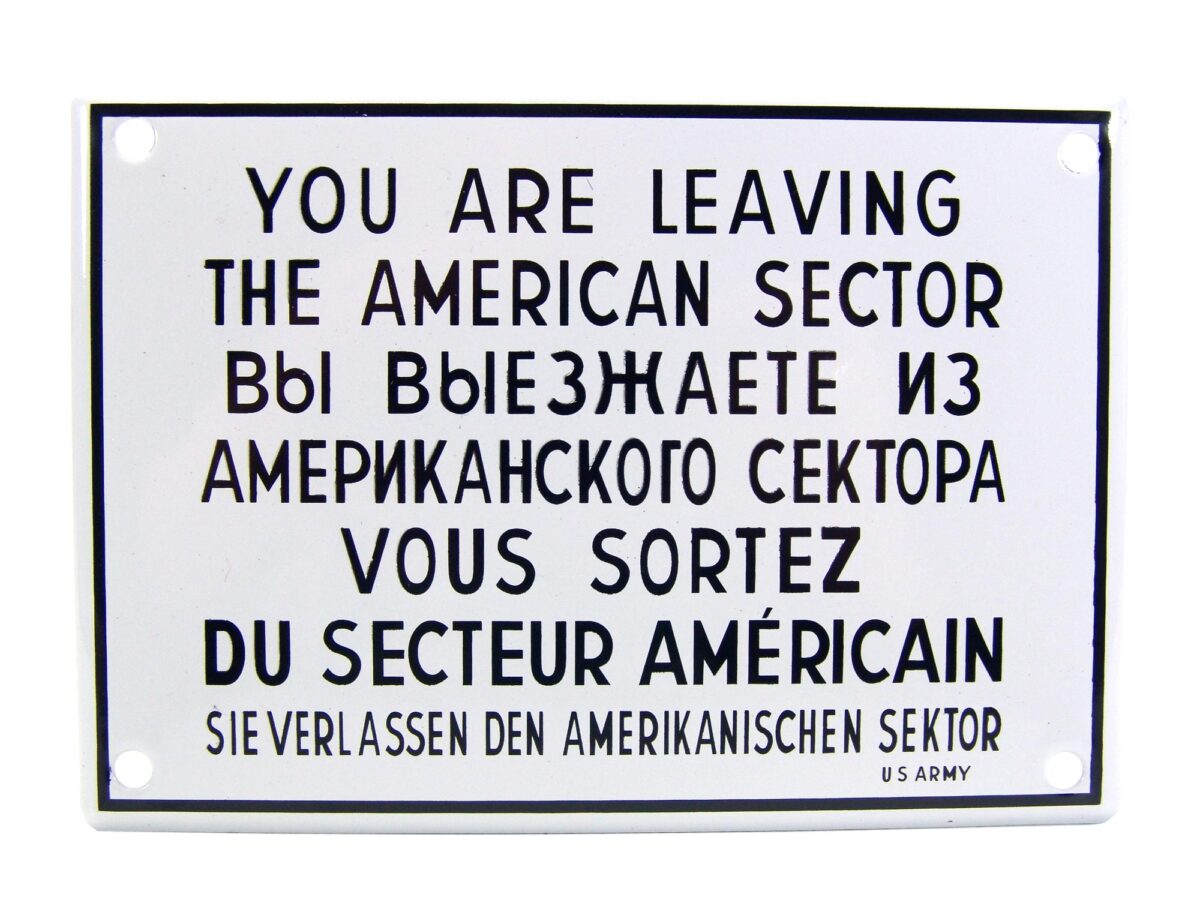 YOU ARE LEAVING
THE AMERICAN SECTOR
ВЫ ВЫЕЗЖАЕТЕ ИЗ
АМЕРИКАНСКОГО СЕКТОРА
VOUS SORTEZ
DU SECTEUR AMÉRICAIN
SIE VERLASSEN DEN AMERIKANISCHEN SEKTOR
US ARMY